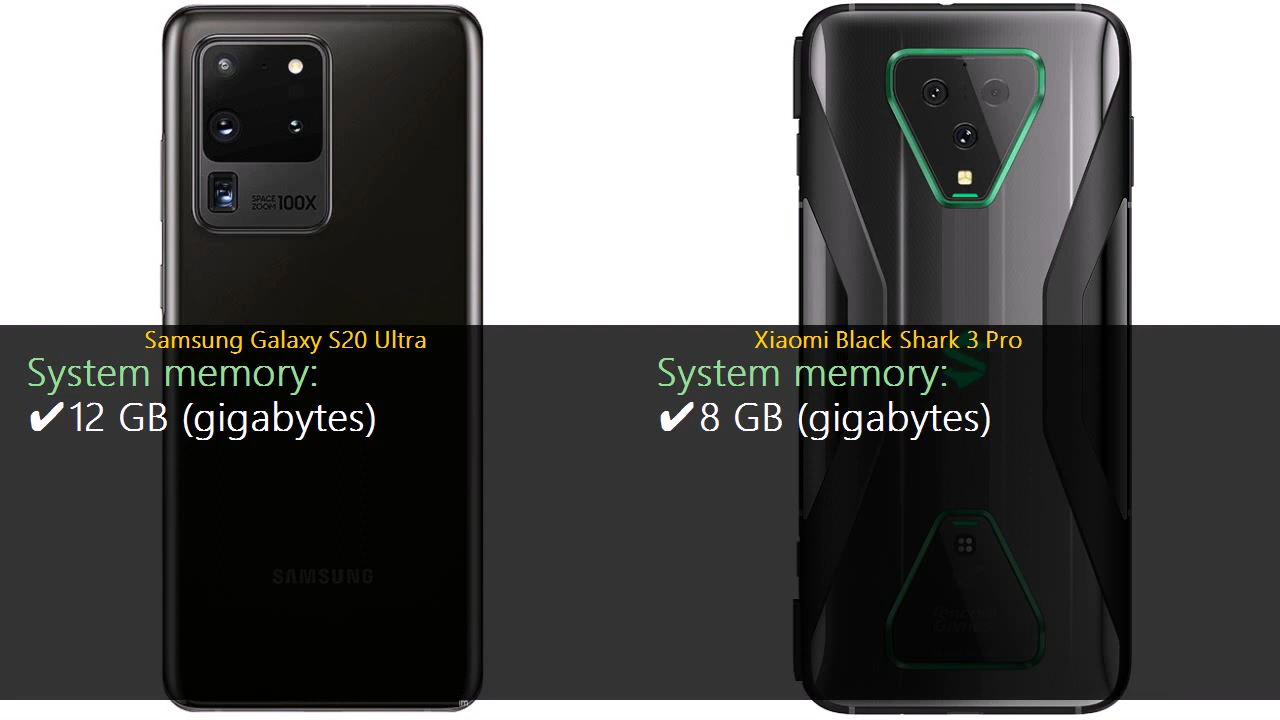 SPACE
ZOOM 100X
Samsung Galaxy S20 Ultra
System memory:
✔12 GB (gigabytes)
SAMSUNG
Xiaomi Black Shark 3 Pro
System memory:
✔8 GB (gigabytes)